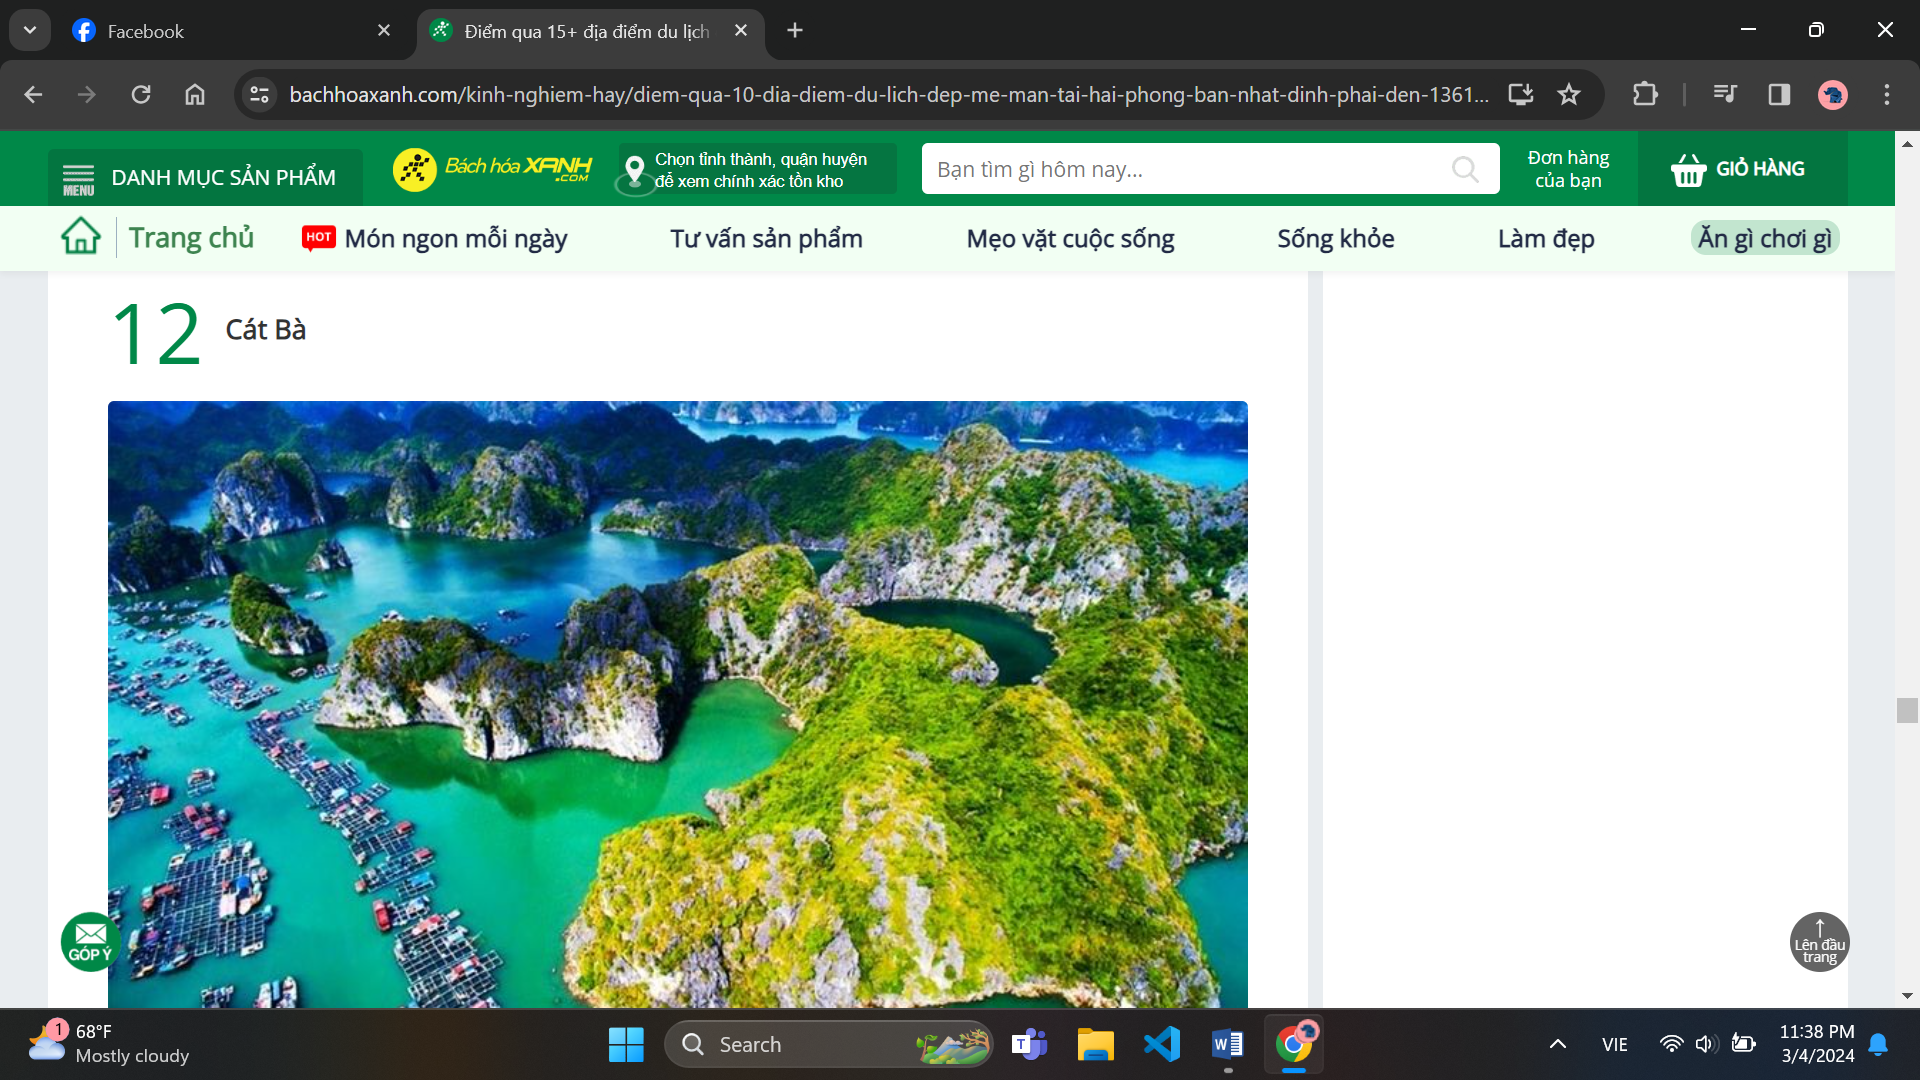 Facebook
Điểm qua 15+ địa điểm du lịch
bachhoaxanh.com/kinh-nghiem-hay/diem-qua-10-dia-diem-du-lich-dep-me-man-tai-hai-phong-ban-nhat-dinh-phai-den-1361...
MENU
DANH MỤC SẢN PHẨM
Bách hóa XANH
.COM
Chọn tỉnh thành, quận huyện
để xem chính xác tồn kho
Bạn tìm gì hôm nay...
Đơn hàng
của bạn
GIỎ HÀNG
Trang chủ
HOT
Món ngon mỗi ngày
Tư vấn sản phẩm
Mẹo vặt cuộc sống
Sống khỏe
Làm đẹp
Ăn gì chơi gì
12
Cát Bà
GÓP Ý
Lên đầu
trang
1
68°F
Mostly cloudy
Search
VIE
11:38 PM
3/4/2024